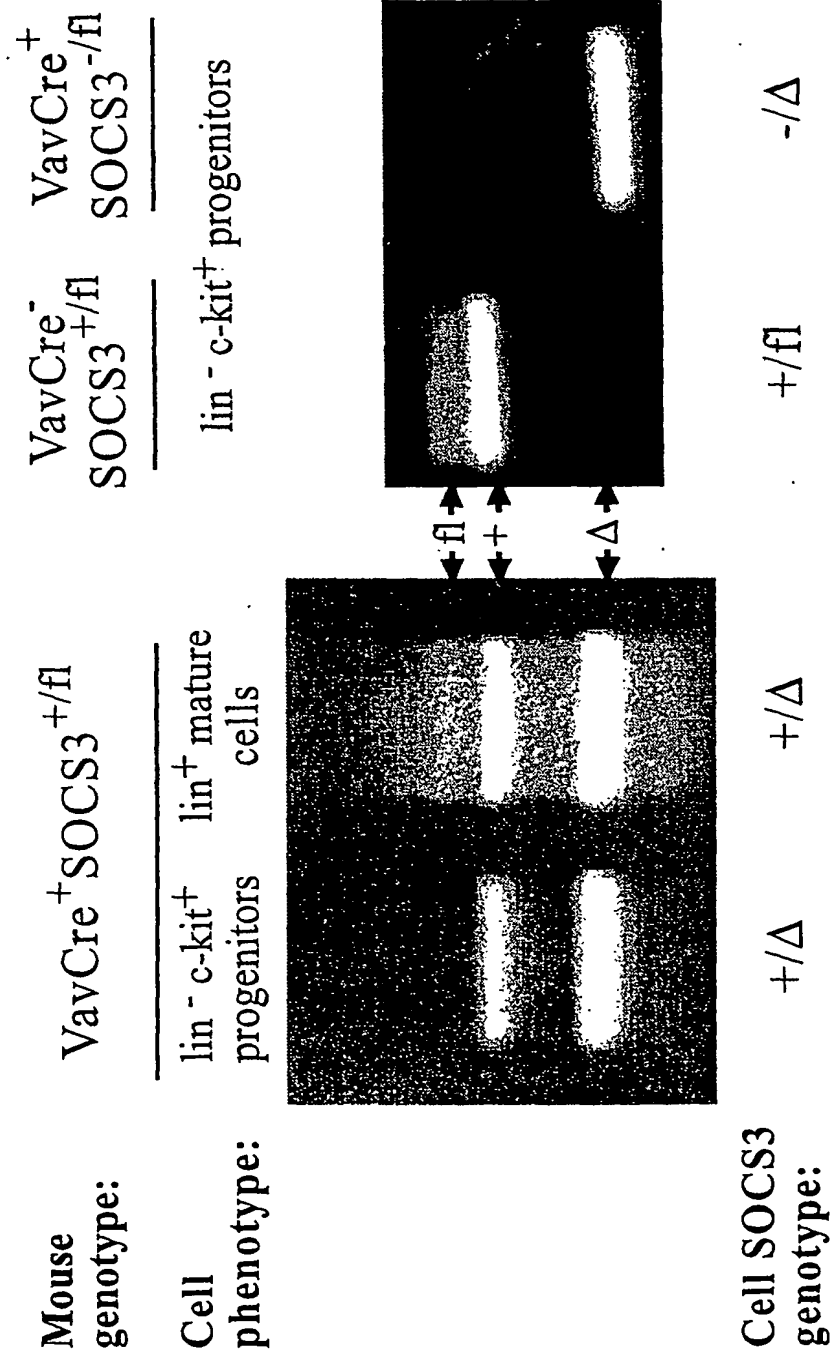 Mouse
genotype:
VavCre⁺SOCS3⁺/ᶠˡ
VavCre⁻
SOCS3⁺/ᶠˡ
VavCre⁺
SOCS3⁻/ᶠˡ
Cell
phenotype:
lin⁻ c-kit⁺
progenitors
lin⁺ mature
cells
lin⁻ c-kit⁺ progenitors
fl
+
Δ
Cell SOCS3
genotype:
+/Δ
+/Δ
+/fl
-/Δ